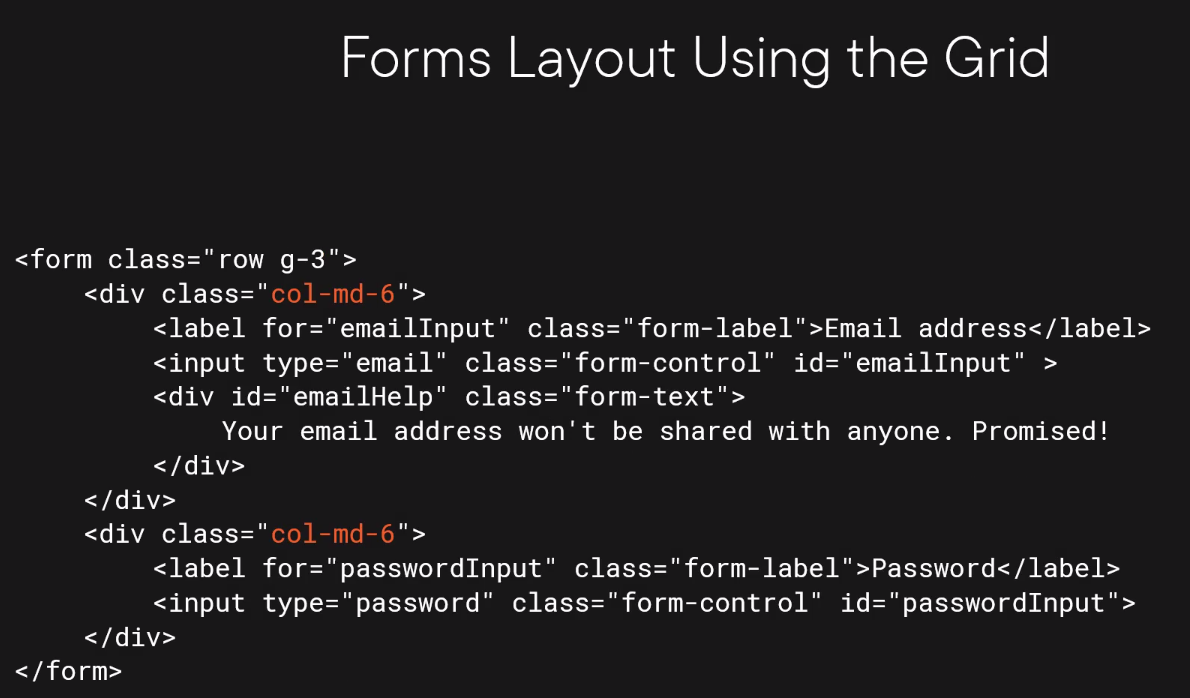 Forms Layout Using the Grid
<form class="row g-3">
<div class="col-md-6">
<label for="emailInput" class="form-label">Email address</label>
<input type="email" class="form-control" id="emailInput" >
<div id="emailHelp" class="form-text">
Your email address won't be shared with anyone. Promised!
</div>
</div>
<div class="col-md-6">
<label for="passwordInput" class="form-label">Password</label>
<input type="password" class="form-control" id="passwordInput">
</div>
</form>